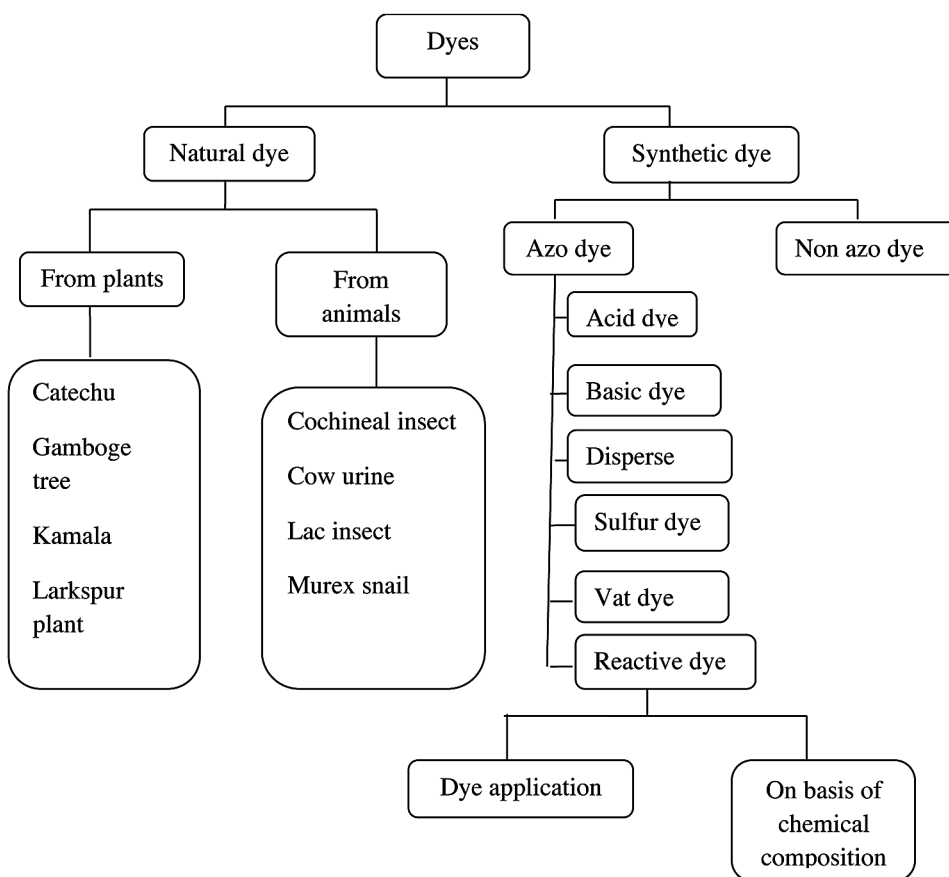 Dyes
Natural dye
Synthetic dye
From plants
From
animals
Azo dye
Non azo dye
Acid dye
Basic dye
Disperse
Sulfur dye
Vat dye
Reactive dye
Catechu
Gamboge
tree
Kamala
Larkspur
plant
Cochineal insect
Cow urine
Lac insect
Murex snail
Dye application
On basis of
chemical
composition